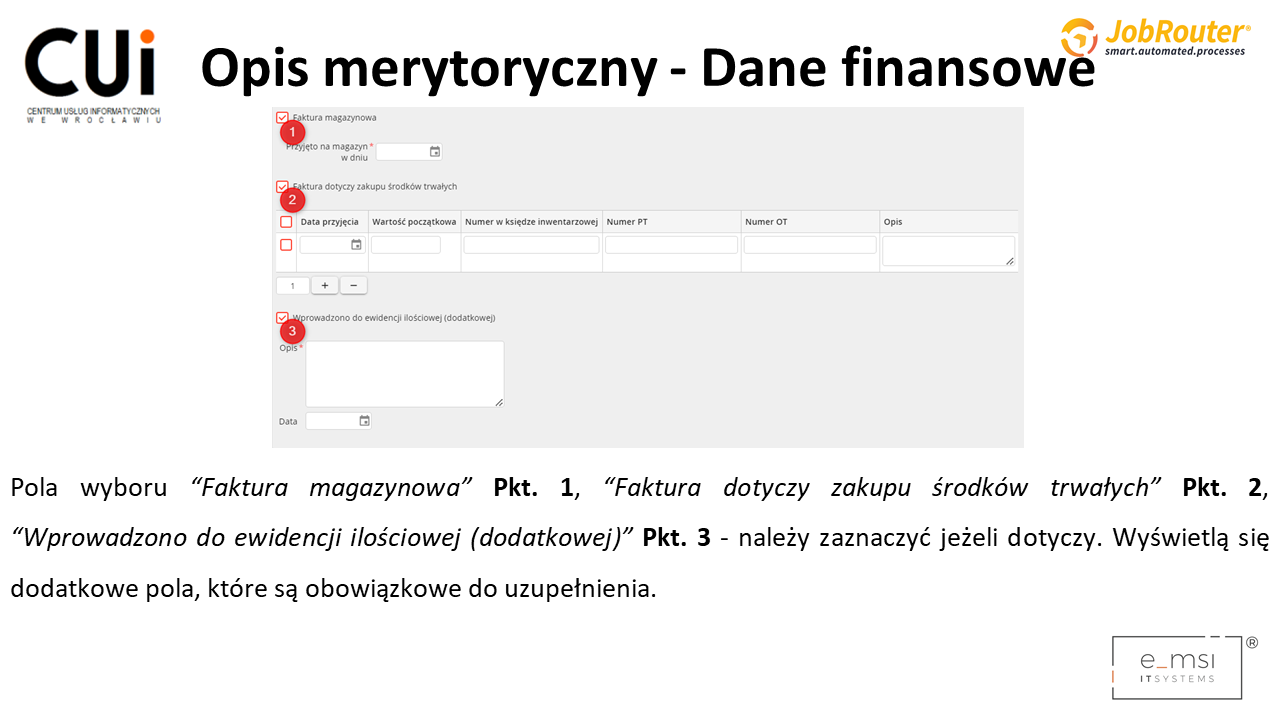 CUi
CENTRUM USŁUG INFORMATYCZNYCH
WE WROCŁAWIU
JobRouter®
smart.automated.processes
Opis merytoryczny - Dane finansowe
Faktura magazynowa
1
Przyjęto na magazyn *
w dniu
Faktura dotyczy zakupu środków trwałych
2
Data przyjęcia Wartość początkowa Numer w księdze inwentarzowej Numer PT Numer OT Opis
1 + −
Wprowadzono do ewidencji ilościowej (dodatkowej)
3
Opis *
Data
Pola wyboru “Faktura magazynowa” Pkt. 1, “Faktura dotyczy zakupu środków trwałych” Pkt. 2,
“Wprowadzono do ewidencji ilościowej (dodatkowej)” Pkt. 3 - należy zaznaczyć jeżeli dotyczy. Wyświetlą się
dodatkowe pola, które są obowiązkowe do uzupełnienia.
e_msi ®
ITSYSTEMS